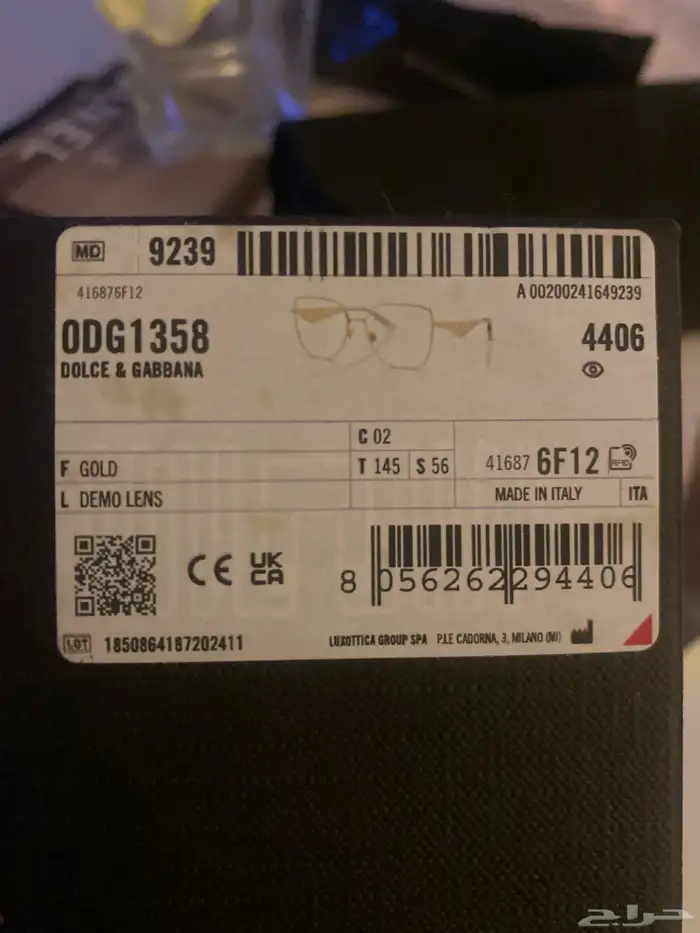 MD 9239
416876F12 A 00200241649239
0DG1358 4406
DOLCE & GABBANA
C 02
F GOLD T 145 S 56 41687 6F12 RFID
L DEMO LENS MADE IN ITALY ITA
CE UK CA
8 056262 294406
LOT 1850864187202411 LUXOTTICA GROUP SPA P.LE CADORNA, 3, MILANO (MI)
حراج